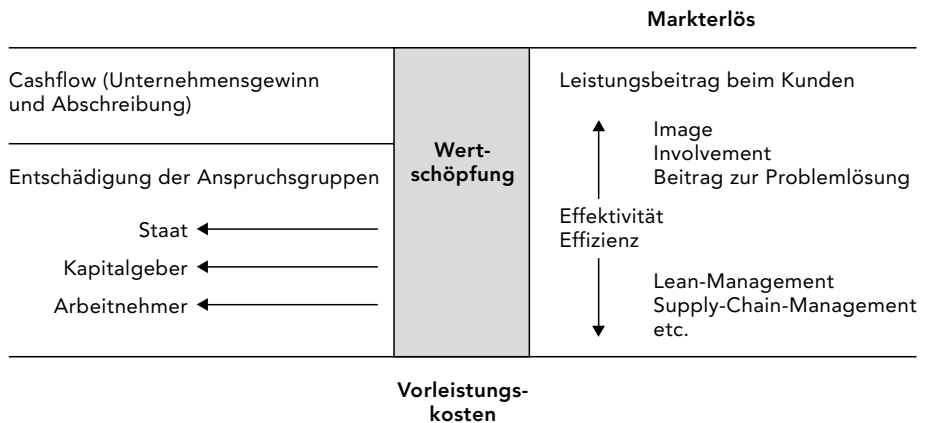 Markterlös
Cashflow (Unternehmensgewinn
und Abschreibung)
Entschädigung der Anspruchsgruppen
Staat
Kapitalgeber
Arbeitnehmer
Wert-
schöpfung
Leistungsbeitrag beim Kunden
Image
Involvement
Beitrag zur Problemlösung
Effektivität
Effizienz
Lean-Management
Supply-Chain-Management
etc.
Vorleistungs-
kosten